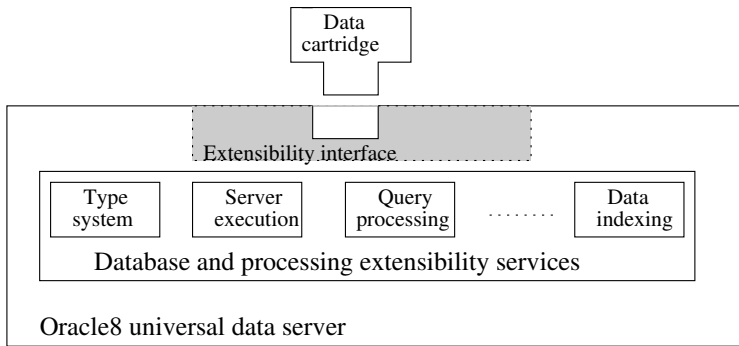 Data
cartridge
Extensibility interface
Type
system
Server
execution
Query
processing
........
Data
indexing
Database and processing extensibility services
Oracle8 universal data server